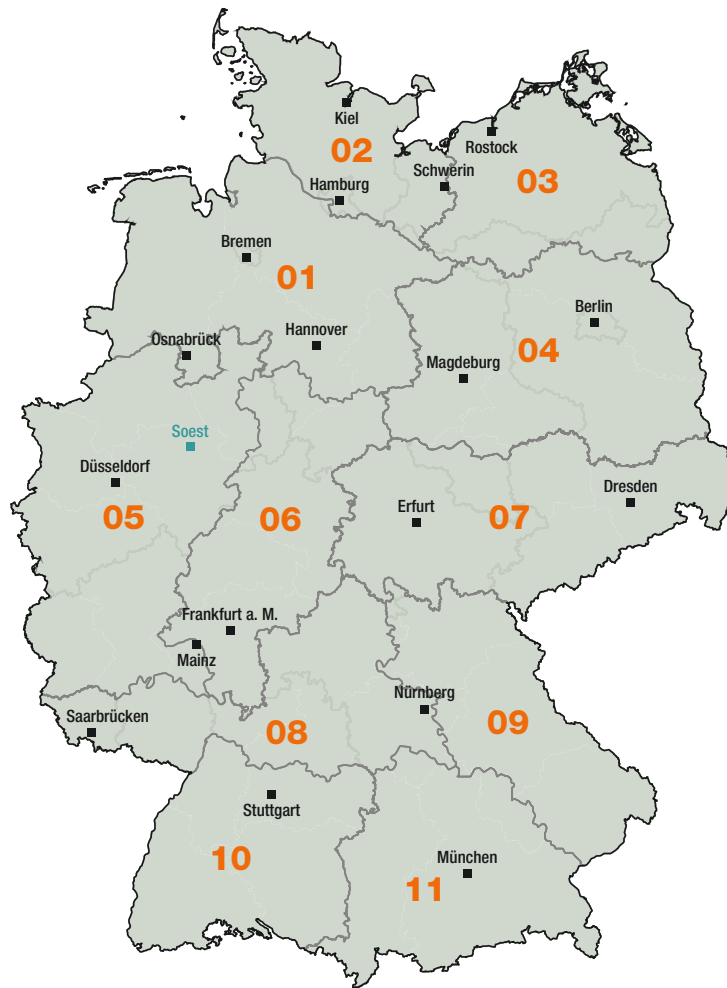 Kiel
02
Rostock
Schwerin
03
Hamburg
Bremen
01
Berlin
Hannover
Osnabrück
04
Magdeburg
Soest
Düsseldorf
Dresden
05
06
Erfurt
07
Frankfurt a. M.
Mainz
Nürnberg
Saarbrücken
08
09
Stuttgart
10
München
11